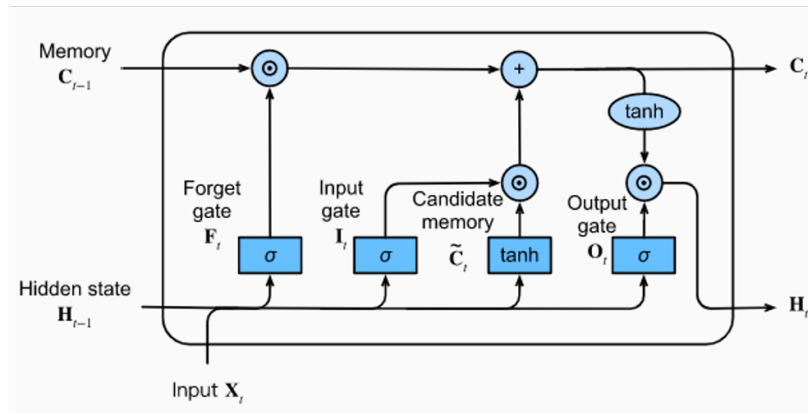 Memory
C_{t−1}
C_t
tanh
Forget
gate
F_t
Input
gate
I_t
Candidate
memory
C̃_t
Output
gate
O_t
σ
σ
tanh
σ
Hidden state
H_{t−1}
H_t
Input X_t